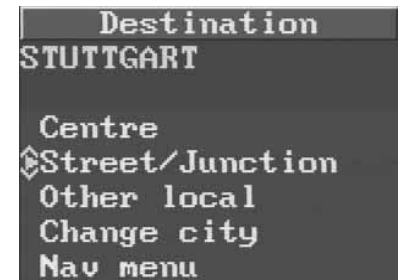 Destination
STUTTGART
Centre
Street/Junction
Other local
Change city
Nav menu